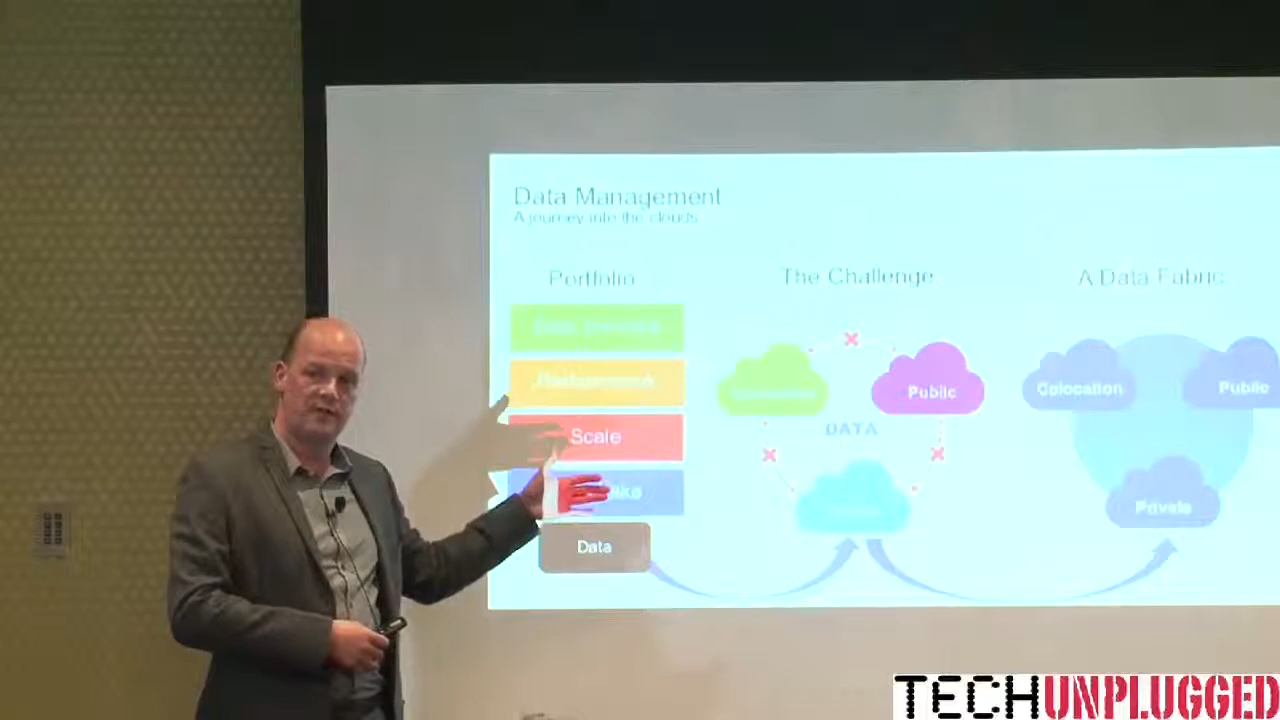 Data Management
A journey into the clouds
Portfolio
Performance
Scale
Data
The Challenge
Public
DATA
A Data Fabric
Colocation
Public
Private
TECHUNPLUGGED